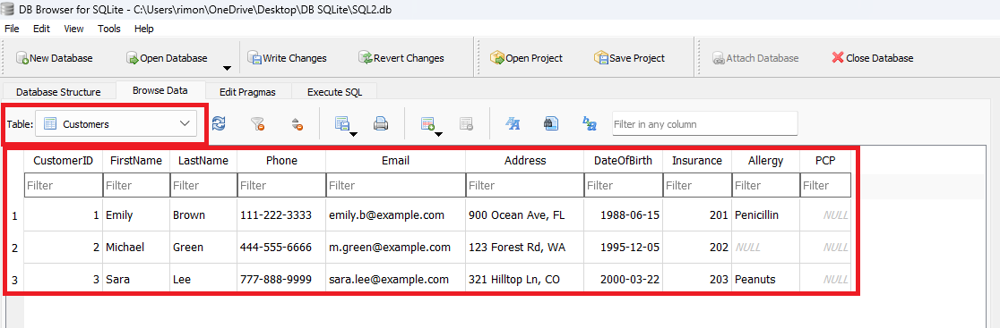 DB Browser for SQLite - C:\Users\rimon\OneDrive\Desktop\DB SQLite\SQL2.db
File Edit View Tools Help
New Database Open Database Write Changes Revert Changes Open Project Save Project Attach Database Close Database
Database Structure Browse Data Edit Pragmas Execute SQL
Table: Customers Filter in any column
CustomerID FirstName LastName Phone Email Address DateOfBirth Insurance Allergy PCP
Filter Filter Filter Filter Filter Filter Filter Filter Filter Filter
1 1 Emily Brown 111-222-3333 emily.b@example.com 900 Ocean Ave, FL 1988-06-15 201 Penicillin NULL
2 2 Michael Green 444-555-6666 m.green@example.com 123 Forest Rd, WA 1995-12-05 202 NULL NULL
3 3 Sara Lee 777-888-9999 sara.lee@example.com 321 Hilltop Ln, CO 2000-03-22 203 Peanuts NULL